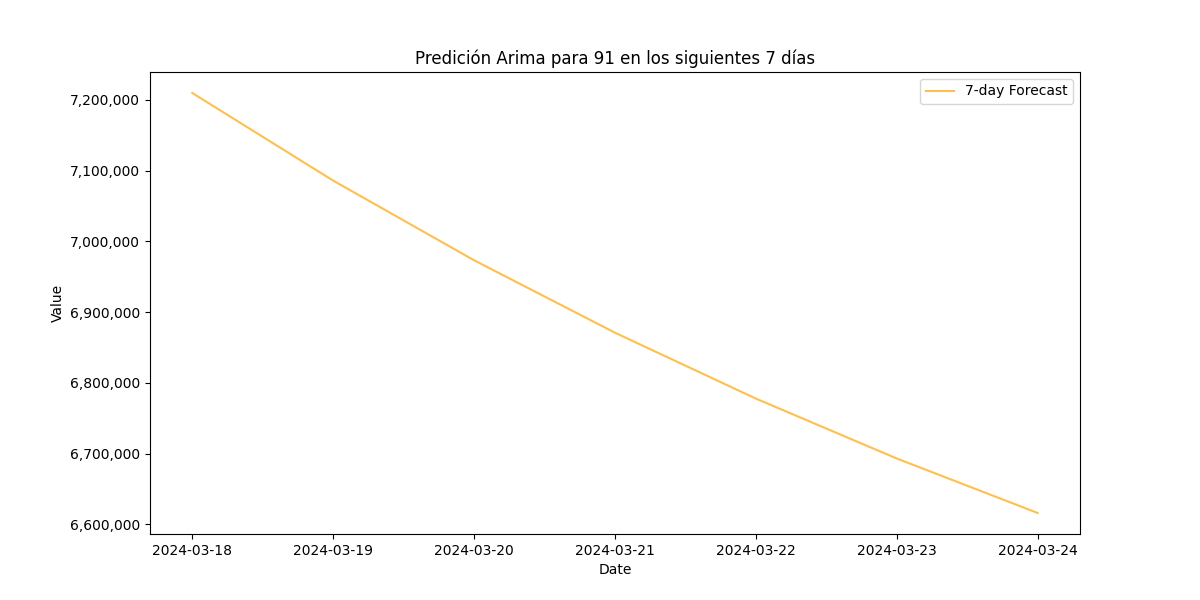 Predición Arima para 91 en los siguientes 7 días
7-day Forecast
7,200,000
7,100,000
7,000,000
6,900,000
6,800,000
6,700,000
6,600,000
Value
2024-03-18 2024-03-19 2024-03-20 2024-03-21 2024-03-22 2024-03-23 2024-03-24
Date